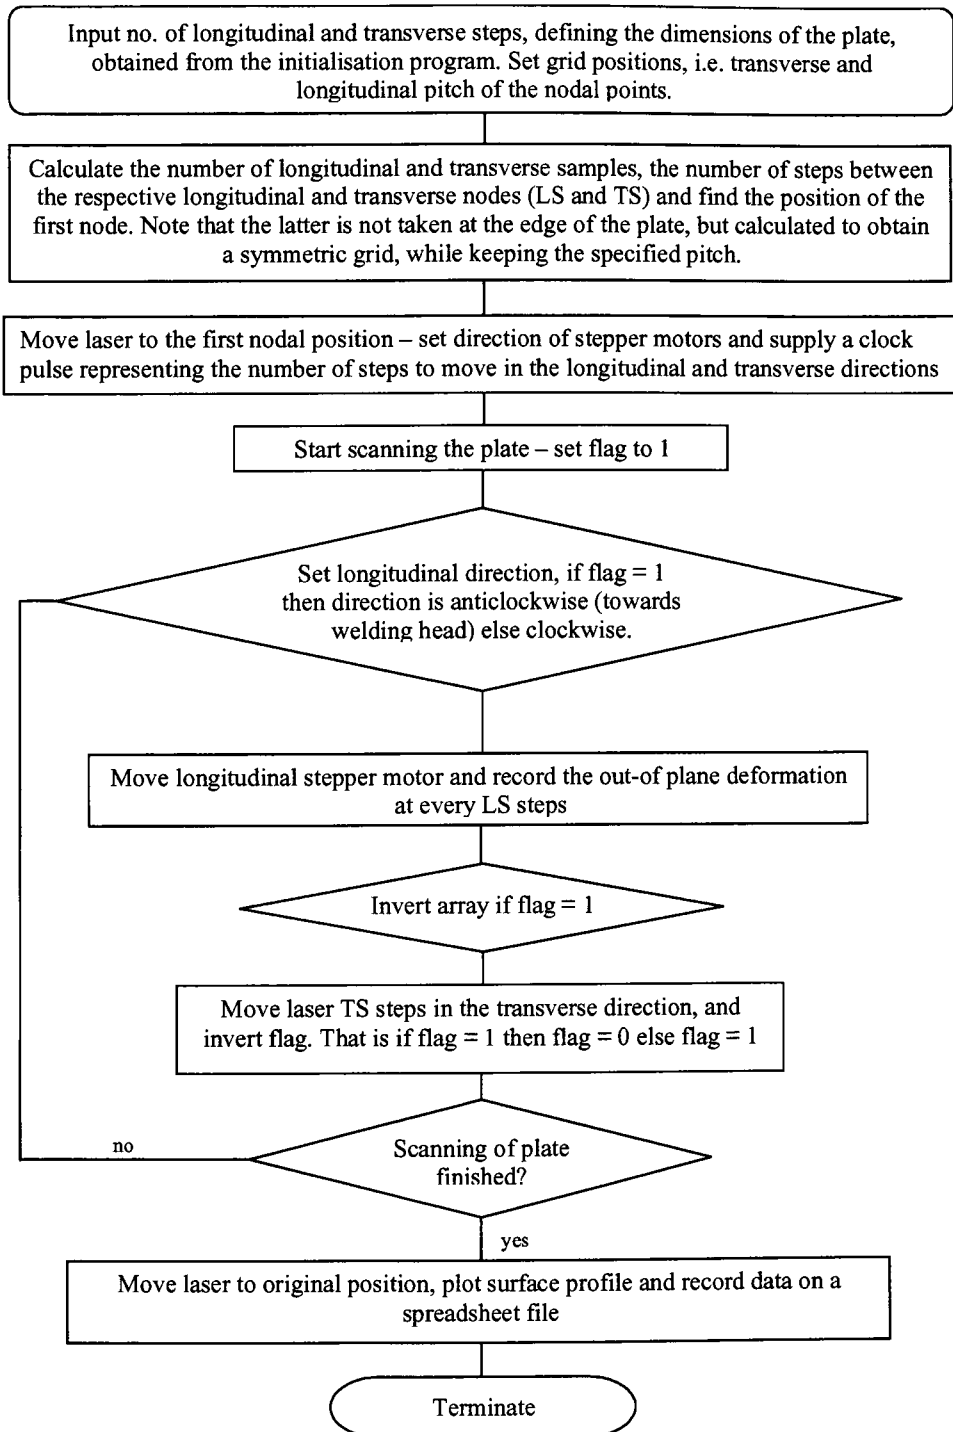 Input no. of longitudinal and transverse steps, defining the dimensions of the plate,
obtained from the initialisation program. Set grid positions, i.e. transverse and
longitudinal pitch of the nodal points.
Calculate the number of longitudinal and transverse samples, the number of steps between
the respective longitudinal and transverse nodes (LS and TS) and find the position of the
first node. Note that the latter is not taken at the edge of the plate, but calculated to obtain
a symmetric grid, while keeping the specified pitch.
Move laser to the first nodal position – set direction of stepper motors and supply a clock
pulse representing the number of steps to move in the longitudinal and transverse directions
Start scanning the plate – set flag to 1
Set longitudinal direction, if flag = 1
then direction is anticlockwise (towards
welding head) else clockwise.
Move longitudinal stepper motor and record the out-of plane deformation
at every LS steps
Invert array if flag = 1
Move laser TS steps in the transverse direction, and
invert flag. That is if flag = 1 then flag = 0 else flag = 1
no
Scanning of plate
finished?
yes
Move laser to original position, plot surface profile and record data on a
spreadsheet file
Terminate